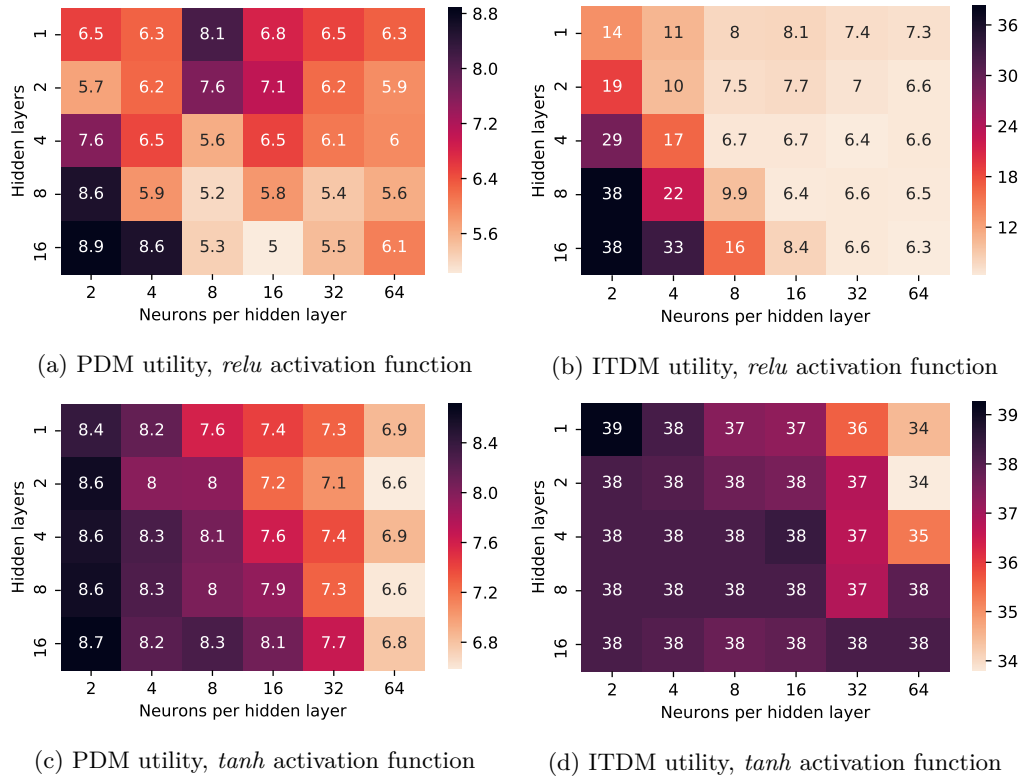 1 6.5 6.3 8.1 6.8 6.5 6.3
2 5.7 6.2 7.6 7.1 6.2 5.9
4 7.6 6.5 5.6 6.5 6.1 6
8 8.6 5.9 5.2 5.8 5.4 5.6
16 8.9 8.6 5.3 5 5.5 6.1
2 4 8 16 32 64
Hidden layers
Neurons per hidden layer
8.8
8.0
7.2
6.4
5.6
(a) PDM utility, relu activation function
1 14 11 8 8.1 7.4 7.3
2 19 10 7.5 7.7 7 6.6
4 29 17 6.7 6.7 6.4 6.6
8 38 22 9.9 6.4 6.6 6.5
16 38 33 16 8.4 6.6 6.3
2 4 8 16 32 64
Hidden layers
Neurons per hidden layer
36
30
24
18
12
(b) ITDM utility, relu activation function
1 8.4 8.2 7.6 7.4 7.3 6.9
2 8.6 8 8 7.2 7.1 6.6
4 8.6 8.3 8.1 7.6 7.4 6.9
8 8.6 8.3 8 7.9 7.3 6.6
16 8.7 8.2 8.3 8.1 7.7 6.8
2 4 8 16 32 64
Hidden layers
Neurons per hidden layer
8.4
8.0
7.6
7.2
6.8
(c) PDM utility, tanh activation function
1 39 38 37 37 36 34
2 38 38 38 38 37 34
4 38 38 38 38 37 35
8 38 38 38 38 37 38
16 38 38 38 38 38 38
2 4 8 16 32 64
Hidden layers
Neurons per hidden layer
39
38
37
36
35
34
(d) ITDM utility, tanh activation function